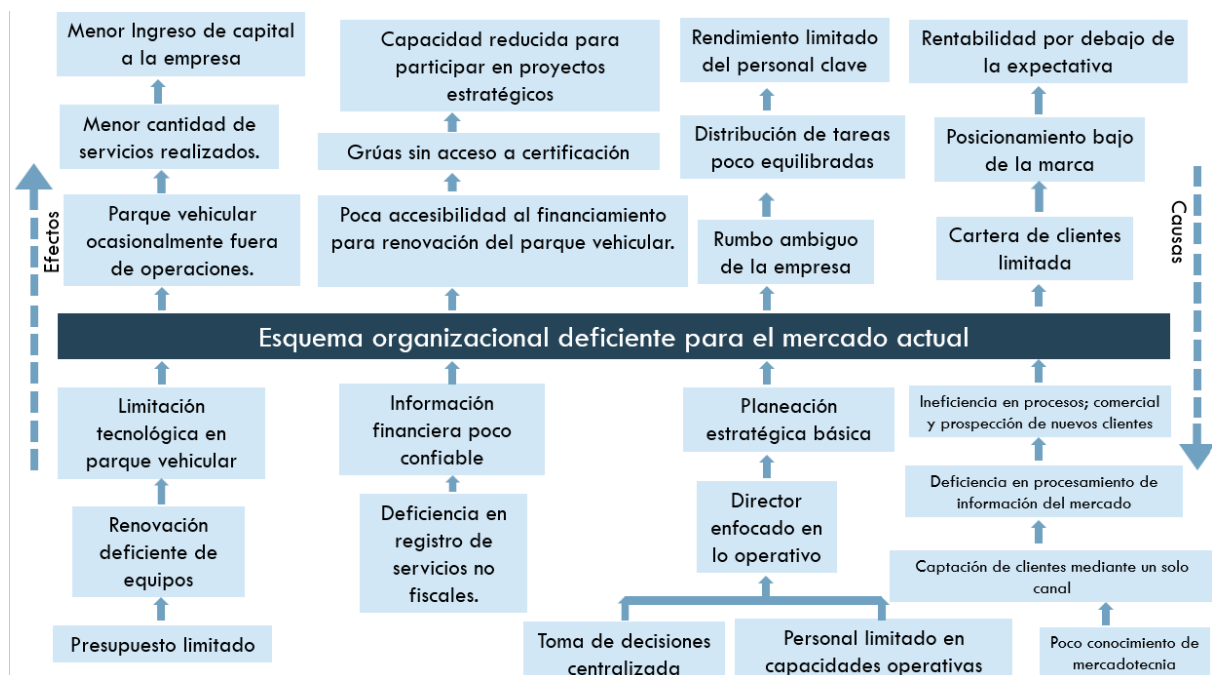 Menor Ingreso de capital
a la empresa
Capacidad reducida para
participar en proyectos
estratégicos
Rendimiento limitado
del personal clave
Rentabilidad por debajo de
la expectativa
Menor cantidad de
servicios realizados.
Grúas sin acceso a certificación
Distribución de tareas
poco equilibradas
Posicionamiento bajo
de la marca
Efectos
Parque vehicular
ocasionalmente fuera
de operaciones.
Poca accesibilidad al financiamiento
para renovación del parque vehicular.
Rumbo ambiguo
de la empresa
Cartera de clientes
limitada
Causas
Esquema organizacional deficiente para el mercado actual
Limitación
tecnológica en
parque vehicular
Información
financiera poco
confiable
Planeación
estratégica básica
Ineficiencia en procesos; comercial
y prospección de nuevos clientes
Renovación
deficiente de
equipos
Deficiencia en
registro de
servicios no
fiscales.
Director
enfocado en
lo operativo
Deficiencia en procesamiento de
información del mercado
Captación de clientes mediante un solo
canal
Presupuesto limitado
Toma de decisiones
centralizada
Personal limitado en
capacidades operativas
Poco conocimiento de
mercadotecnia